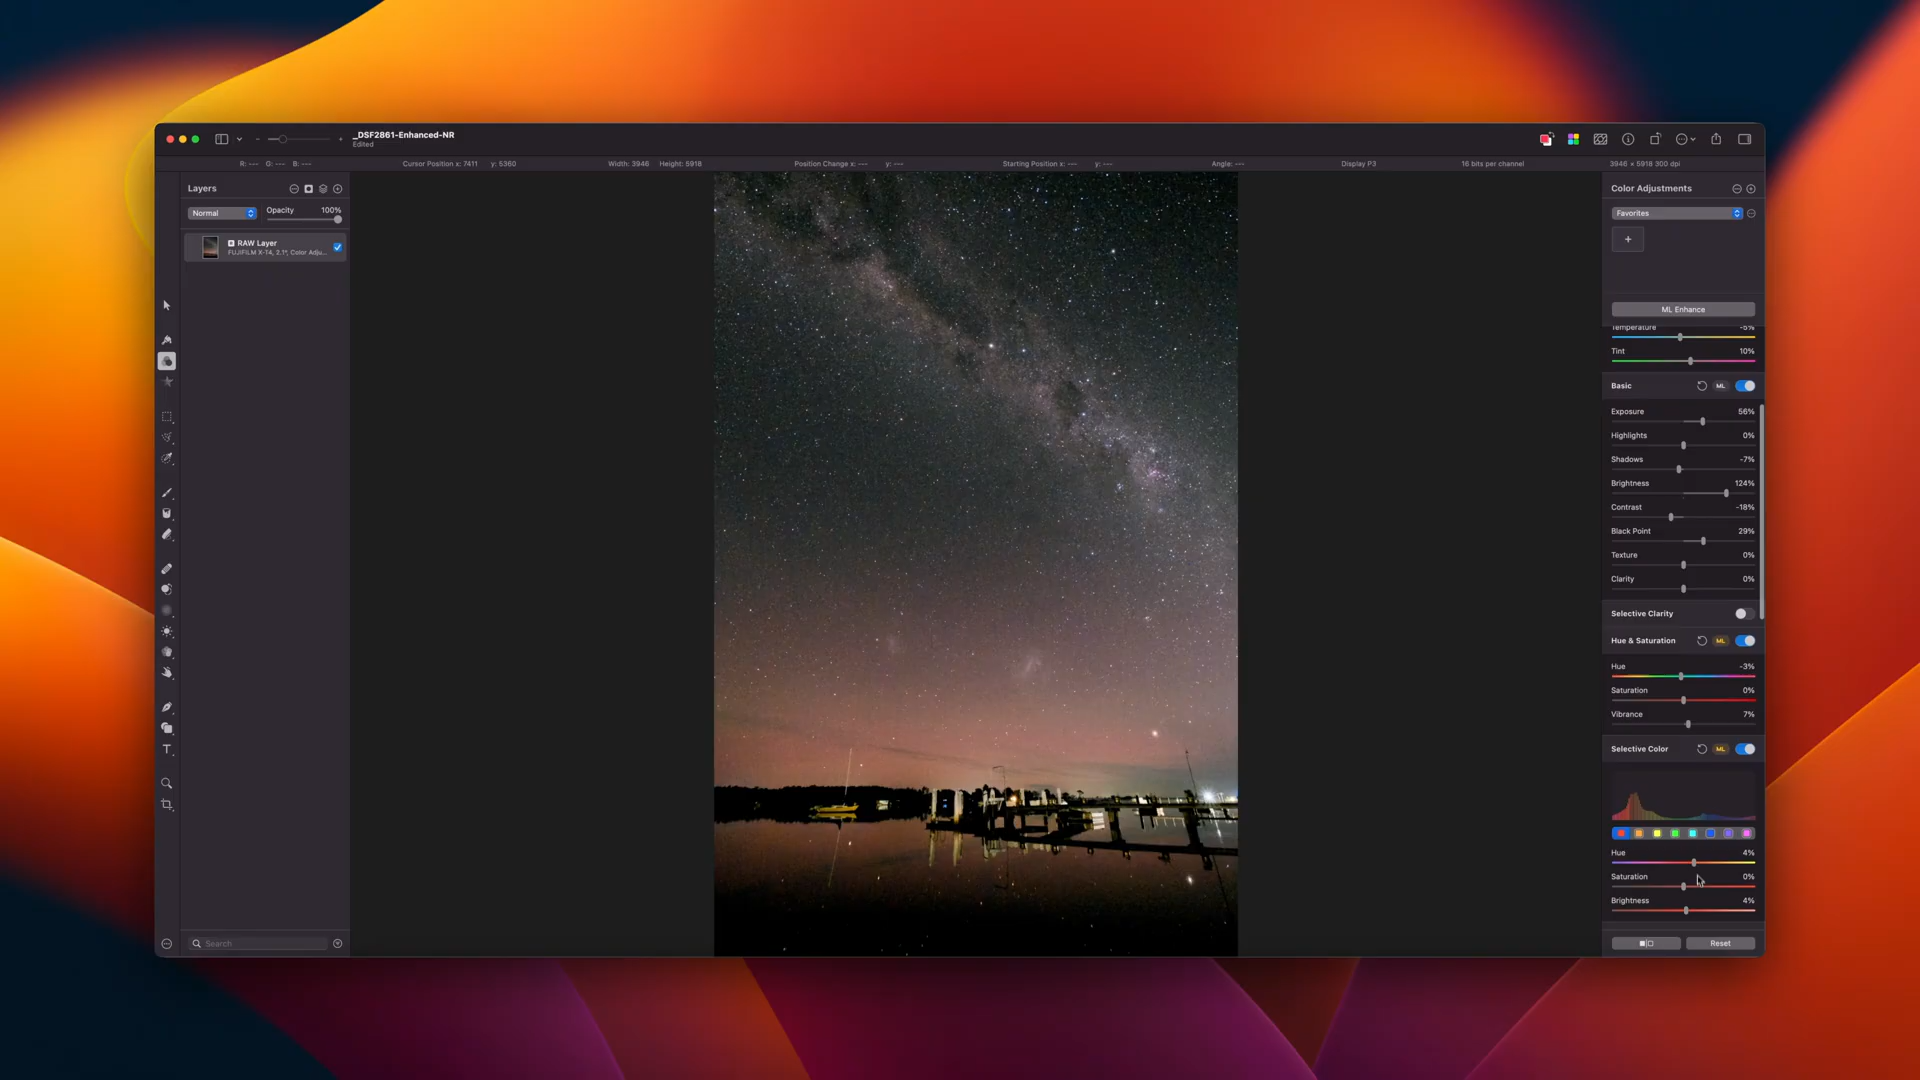 _DSF2861-Enhanced-NR
Edited
R: --- G: --- B: --- Cursor Position x: 7411 y: 5360 Width: 3946 Height: 5918 Position Change x: --- y: --- Starting Position x: --- y: --- Angle: --- Display P3 16 bits per channel 3946 × 5918 300 dpi
Layers
Normal Opacity 100%
RAW Layer
FUJIFILM X-T4, 2.1", Color Adju...
T
Search
Color Adjustments
Favorites
ML Enhance
Temperature -5%
Tint 10%
Basic ML
Exposure 56%
Highlights 0%
Shadows -7%
Brightness 124%
Contrast -18%
Black Point 29%
Texture 0%
Clarity 0%
Selective Clarity
Hue & Saturation ML
Hue -3%
Saturation 0%
Vibrance 7%
Selective Color ML
Hue 4%
Saturation 0%
Brightness 4%
Reset